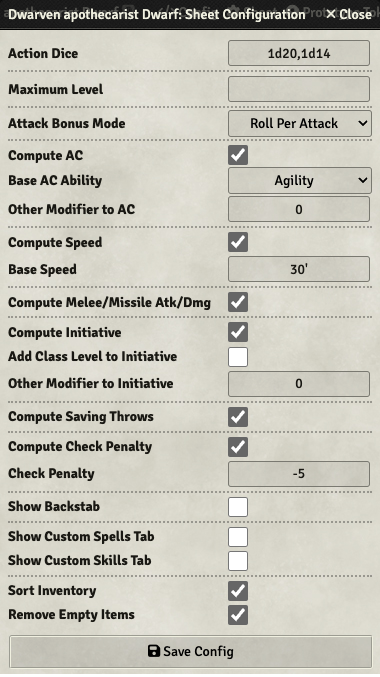 Dwarven apothecarist Dwarf: Sheet Configuration
Close
Action Dice 1d20,1d14
Maximum Level
Attack Bonus Mode Roll Per Attack
Compute AC
Base AC Ability Agility
Other Modifier to AC 0
Compute Speed
Base Speed 30'
Compute Melee/Missile Atk/Dmg
Compute Initiative
Add Class Level to Initiative
Other Modifier to Initiative 0
Compute Saving Throws
Compute Check Penalty
Check Penalty -5
Show Backstab
Show Custom Spells Tab
Show Custom Skills Tab
Sort Inventory
Remove Empty Items
Save Config